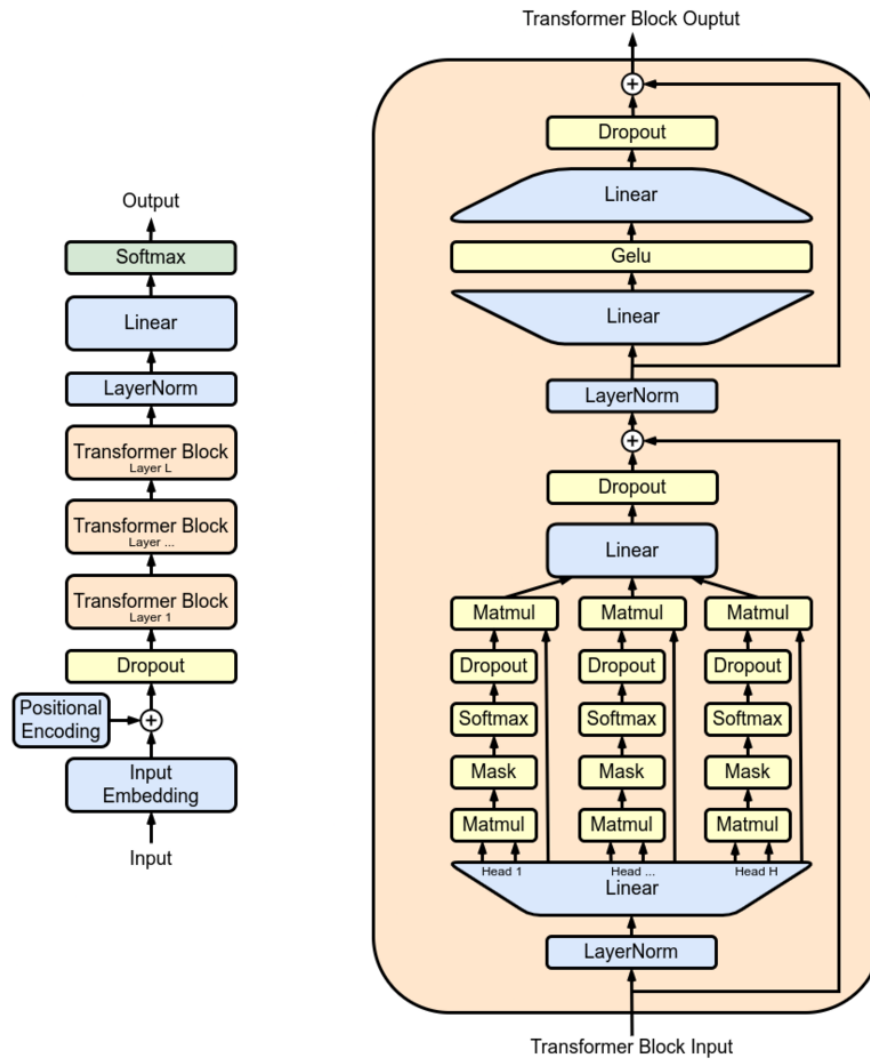 Output
Softmax
Linear
LayerNorm
Transformer Block
Layer L
Transformer Block
Layer ...
Transformer Block
Layer 1
Dropout
Positional
Encoding
+
Input
Embedding
Input
Transformer Block Ouptut
+
Dropout
Linear
Gelu
Linear
LayerNorm
+
Dropout
Linear
Matmul Matmul Matmul
Dropout Dropout Dropout
Softmax Softmax Softmax
Mask Mask Mask
Matmul Matmul Matmul
Head 1 Head ... Head H
Linear
LayerNorm
Transformer Block Input